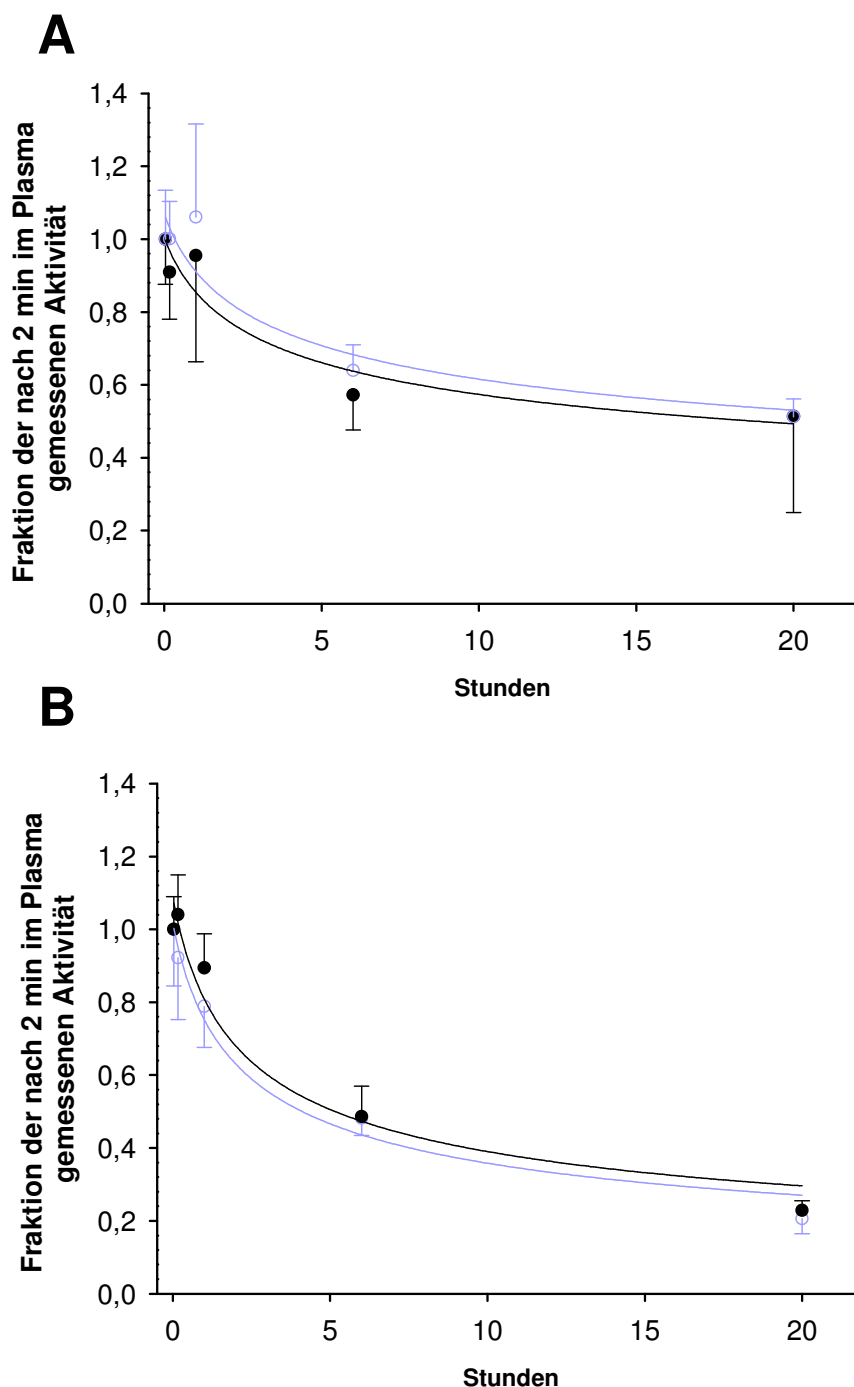 A
Fraktion der nach 2 min im Plasma
gemessenen Aktivität
1,4
1,2
1,0
0,8
0,6
0,4
0,2
0,0
0 5 10 15 20
Stunden
B
Fraktion der nach 2 min im Plasma
gemessenen Aktivität
1,4
1,2
1,0
0,8
0,6
0,4
0,2
0,0
0 5 10 15 20
Stunden